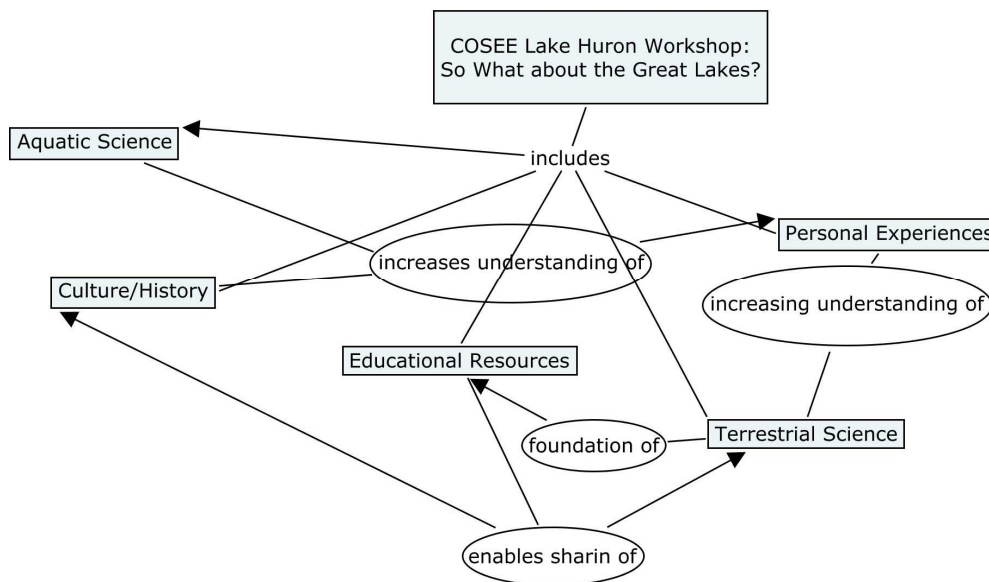 COSEE Lake Huron Workshop:
So What about the Great Lakes?
Aquatic Science
includes
Personal Experiences
increases understanding of
Culture/History
increasing understanding of
Educational Resources
foundation of
Terrestrial Science
enables sharin of